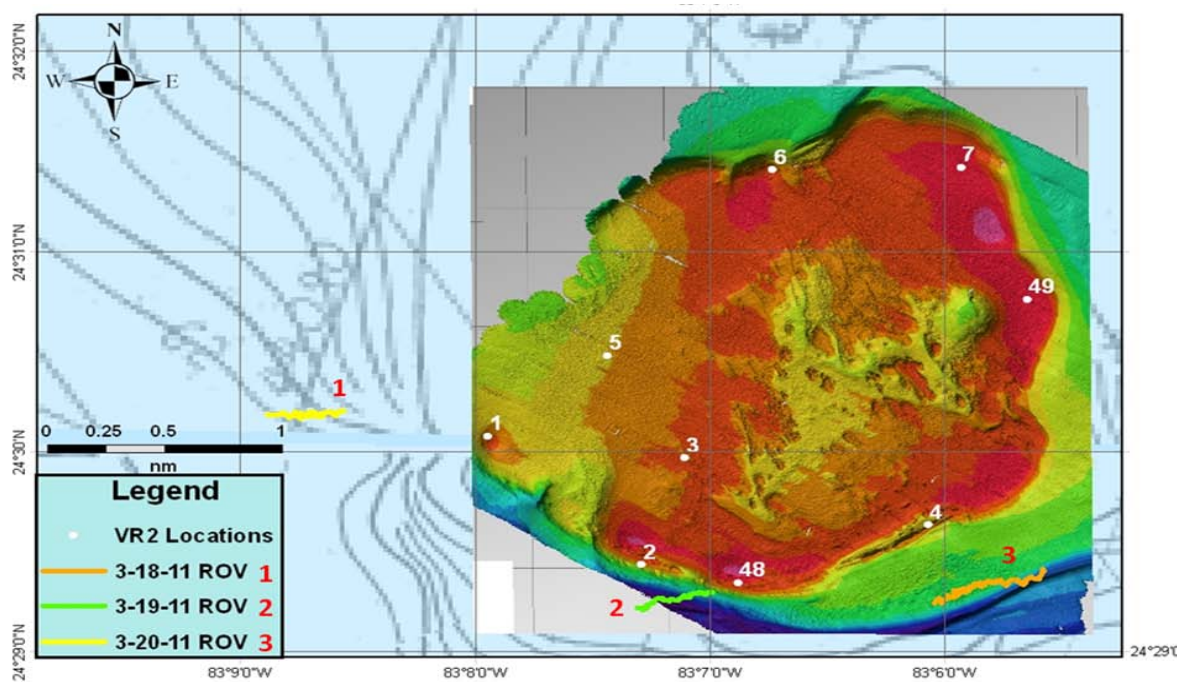 N
W E
S
24°32'0"N
24°31'0"N
24°30'0"N
24°29'0"N
6
7
49
5
1
1
3
4
2
48
3
2
0 0.25 0.5 1
nm
Legend
VR2 Locations
3-18-11 ROV 1
3-19-11 ROV 2
3-20-11 ROV 3
24°29'0
83°9'0"W
83°8'0"W
83°7'0"W
83°6'0"W